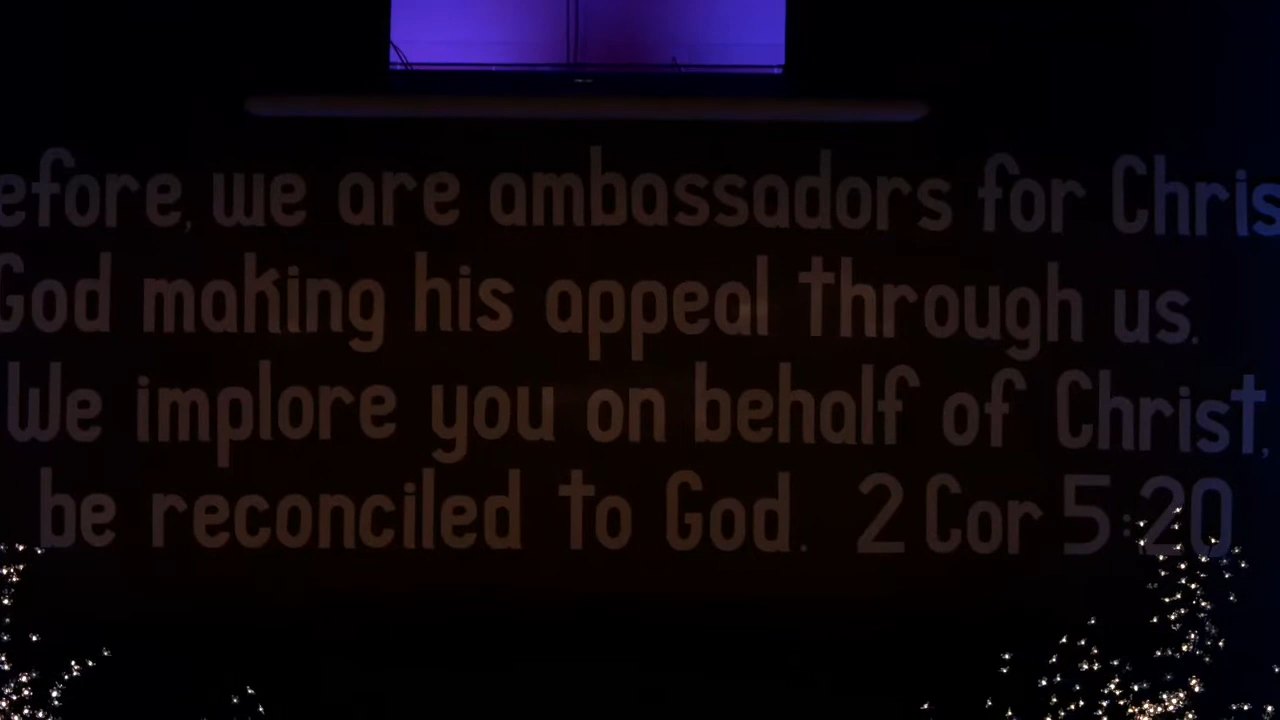 efore, we are ambassadors for Chris
God making his appeal through us.
We implore you on behalf of Christ,
be reconciled to God. 2 Cor 5:20